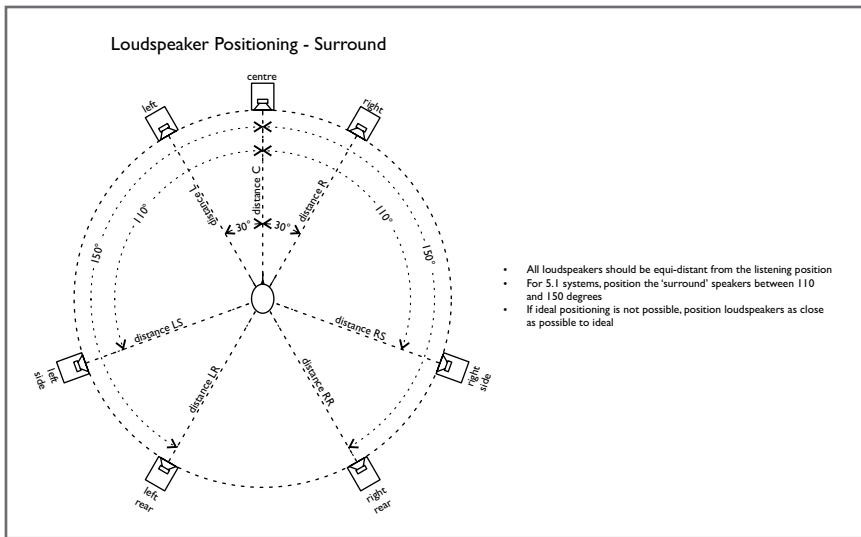 Loudspeaker Positioning - Surround
centre
left
right
distance L
distance C
distance R
30°
30°
110°
110°
150°
150°
distance LS
distance RS
distance LR
distance RR
left
side
right
side
left
rear
right
rear
• All loudspeakers should be equi-distant from the listening position
• For 5.1 systems, position the ‘surround’ speakers between 110
and 150 degrees
• If ideal positioning is not possible, position loudspeakers as close
as possible to ideal